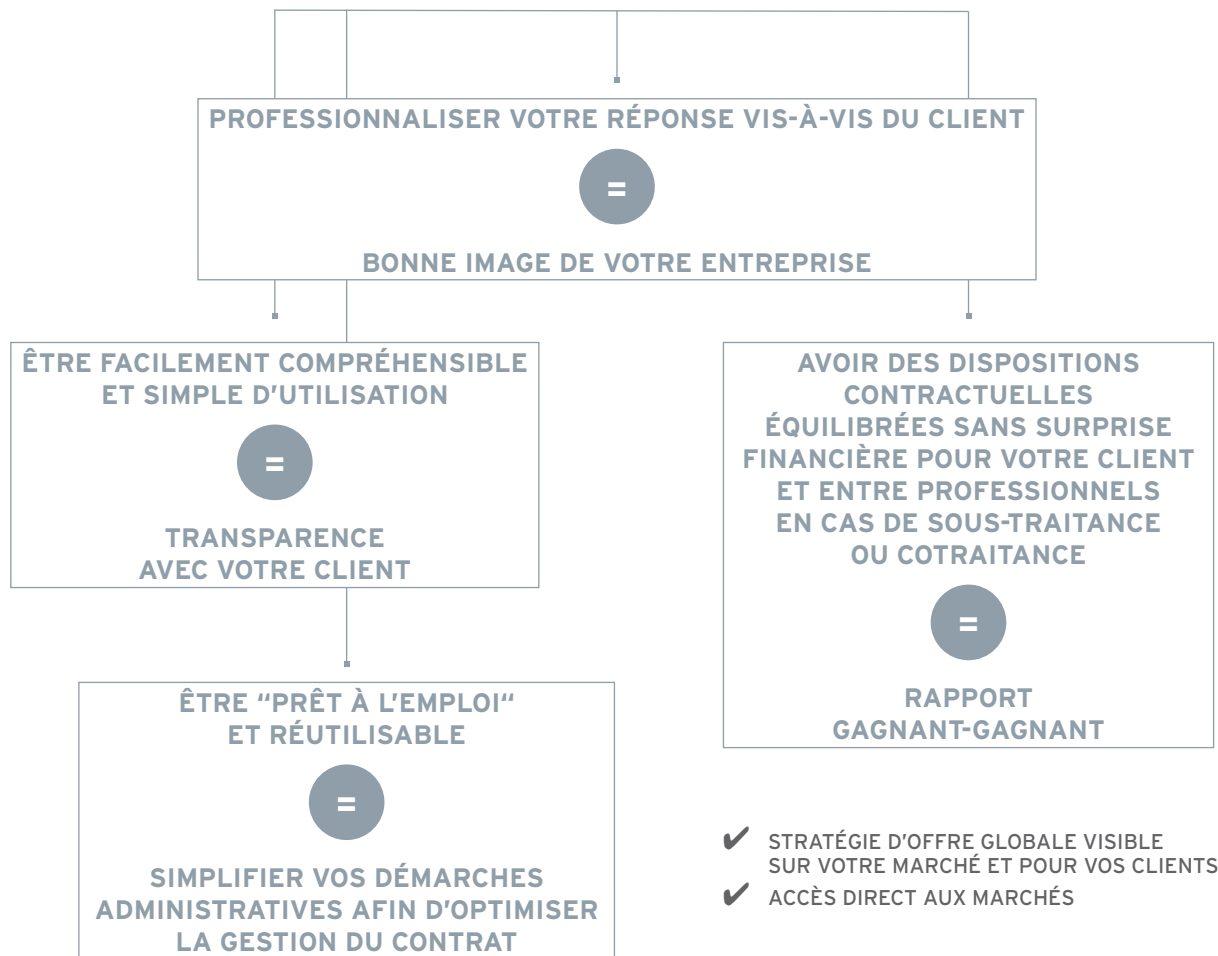 PROFESSIONNALISER VOTRE RÉPONSE VIS-À-VIS DU CLIENT
=
BONNE IMAGE DE VOTRE ENTREPRISE
ÊTRE FACILEMENT COMPRÉHENSIBLE
ET SIMPLE D'UTILISATION
=
TRANSPARENCE
AVEC VOTRE CLIENT
AVOIR DES DISPOSITIONS
CONTRACTUELLES
ÉQUILIBRÉES SANS SURPRISE
FINANCIÈRE POUR VOTRE CLIENT
ET ENTRE PROFESSIONNELS
EN CAS DE SOUS-TRAITANCE
OU COTRAITANCE
=
RAPPORT
GAGNANT-GAGNANT
ÊTRE “PRÊT À L'EMPLOI“
ET RÉUTILISABLE
=
SIMPLIFIER VOS DÉMARCHES
ADMINISTRATIVES AFIN D'OPTIMISER
LA GESTION DU CONTRAT
✔ STRATÉGIE D'OFFRE GLOBALE VISIBLE
SUR VOTRE MARCHÉ ET POUR VOS CLIENTS
✔ ACCÈS DIRECT AUX MARCHÉS